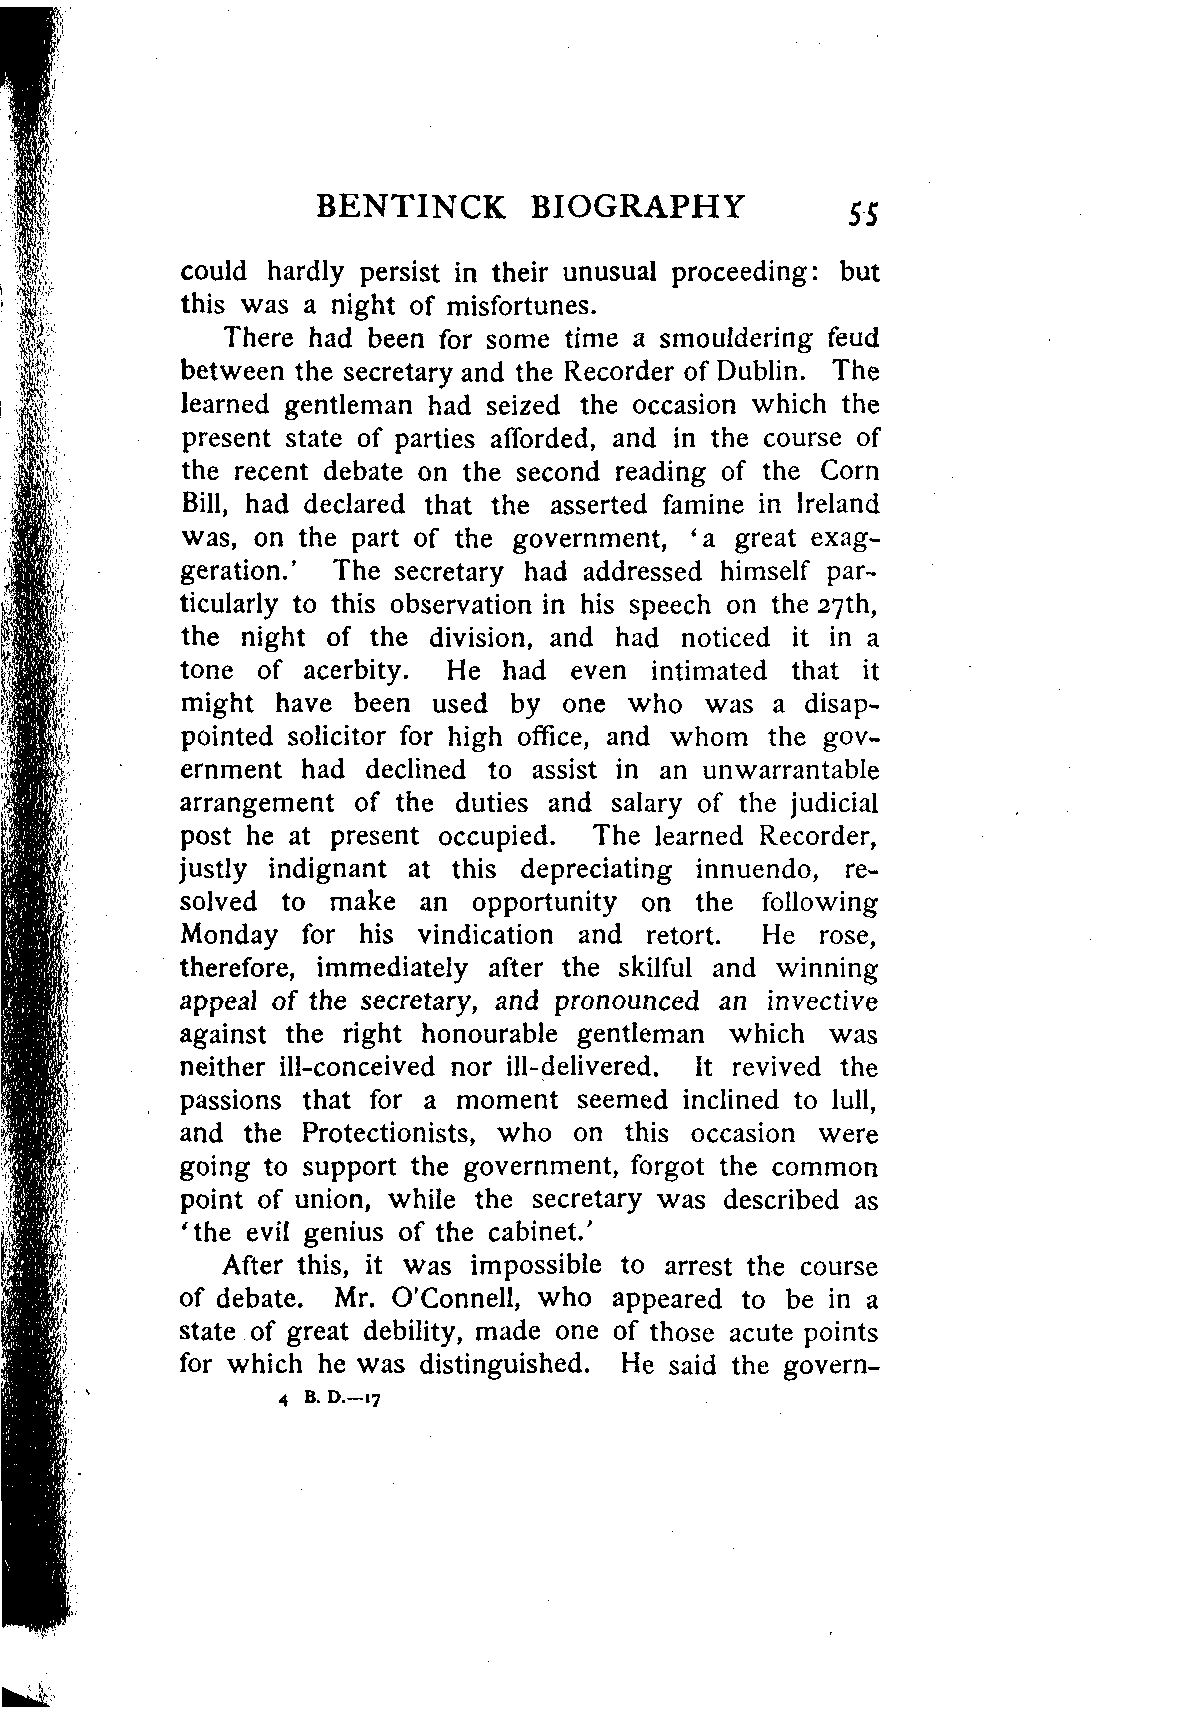 BENTINCK BIOGRAPHY 55
could hardly persist in their unusual proceeding: but
this was a night of misfortunes.
There had been for some time a smouldering feud
between the secretary and the Recorder of Dublin. The
learned gentleman had seized the occasion which the
present state of parties afforded, and in the course of
the recent debate on the second reading of the Corn
Bill, had declared that the asserted famine in Ireland
was, on the part of the government, 'a great exag-
geration.' The secretary had addressed himself par-
ticularly to this observation in his speech on the 27th,
the night of the division, and had noticed it in a
tone of acerbity. He had even intimated that it
might have been used by one who was a disap-
pointed solicitor for high office, and whom the gov-
ernment had declined to assist in an unwarrantable
arrangement of the duties and salary of the judicial
post he at present occupied. The learned Recorder,
justly indignant at this depreciating innuendo, re-
solved to make an opportunity on the following
Monday for his vindication and retort. He rose,
therefore, immediately after the skilful and winning
appeal of the secretary, and pronounced an invective
against the right honourable gentleman which was
neither ill-conceived nor ill-delivered. It revived the
passions that for a moment seemed inclined to lull,
and the Protectionists, who on this occasion were
going to support the government, forgot the common
point of union, while the secretary was described as
'the evil genius of the cabinet.'
After this, it was impossible to arrest the course
of debate. Mr. O'Connell, who appeared to be in a
state of great debility, made one of those acute points
for which he was distinguished. He said the govern-
4 B. D.—17